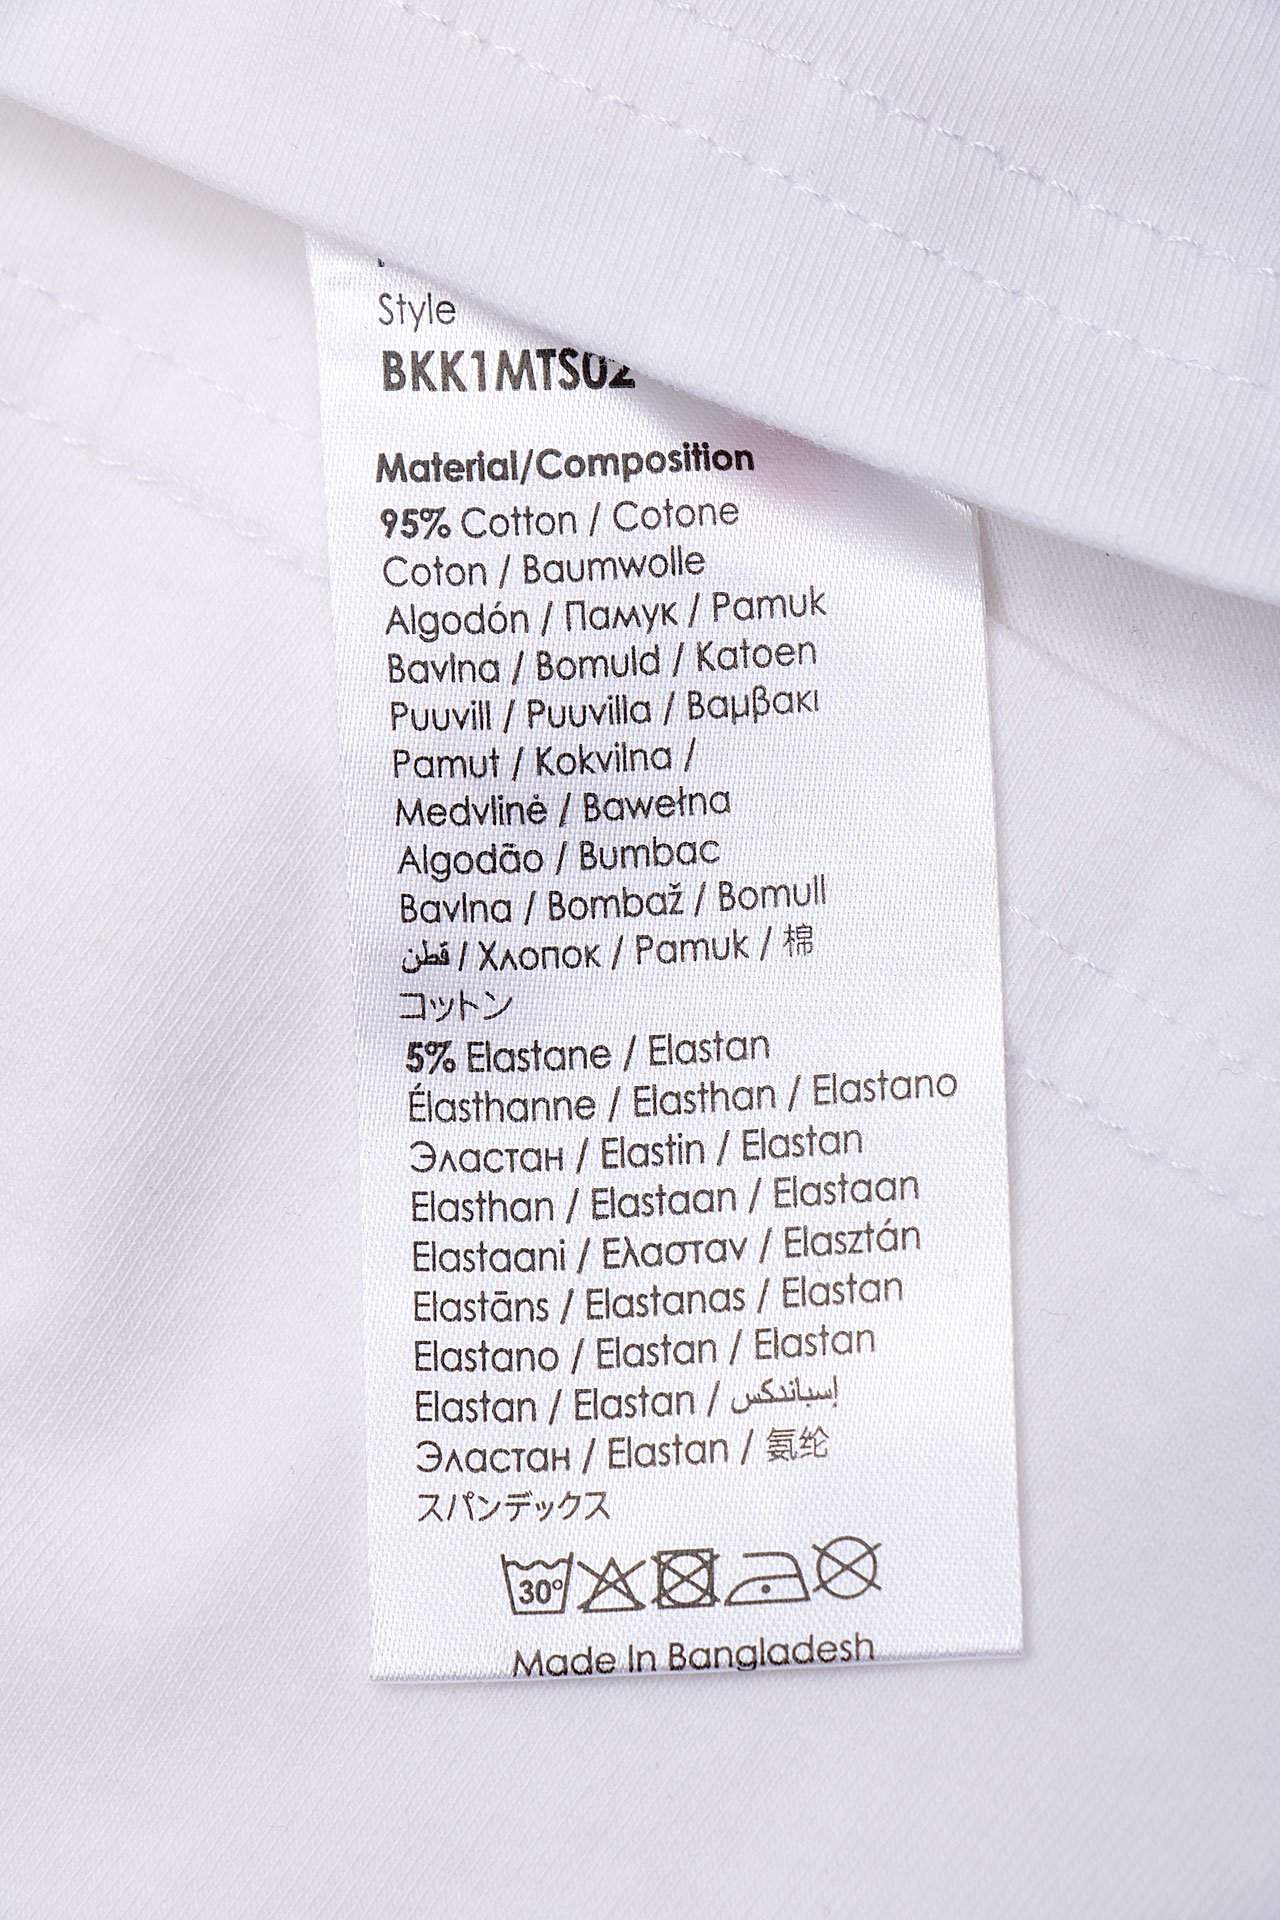 Style
BKK1MTS02
Material/Composition
95% Cotton / Cotone
Coton / Baumwolle
Algodón / Памук / Pamuk
Bavlna / Bomuld / Katoen
Puuvill / Puuvilla / Βαμβακι
Pamut / Kokvilna /
Medvlinė / Bawełna
Algodão / Bumbac
Bavlna / Bombaž / Bomull
قطن / Хлопок / Pamuk / 棉
コットン
5% Elastane / Elastan
Élasthanne / Elasthan / Elastano
Эластан / Elastin / Elastan
Elasthan / Elastaan / Elastaan
Elastaani / Ελασταν / Elasztán
Elastāns / Elastanas / Elastan
Elastano / Elastan / Elastan
Elastan / Elastan / إسباندكس
Эластан / Elastan / 氨纶
スパンデックス
30°
Made In Bangladesh